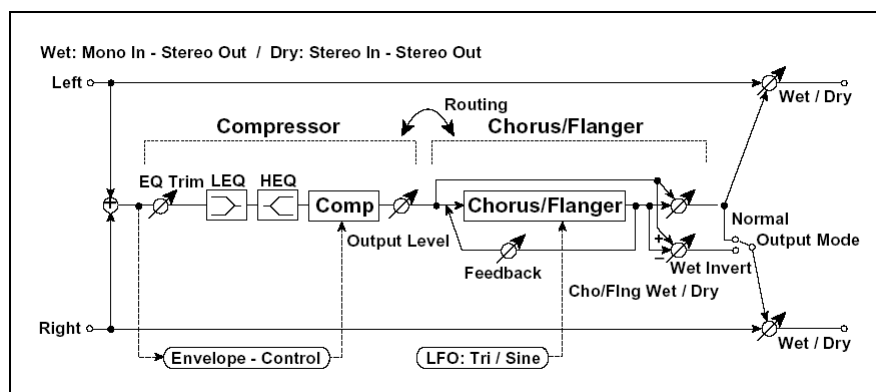 Wet: Mono In - Stereo Out / Dry: Stereo In - Stereo Out
Left
Wet / Dry
Routing
Compressor
Chorus/Flanger
EQ Trim
LEQ
HEQ
Comp
Chorus/Flanger
Output Level
Feedback
+
−
Normal
Output Mode
Wet Invert
Cho/Flng Wet / Dry
Right
Wet / Dry
Envelope - Control
LFO: Tri / Sine